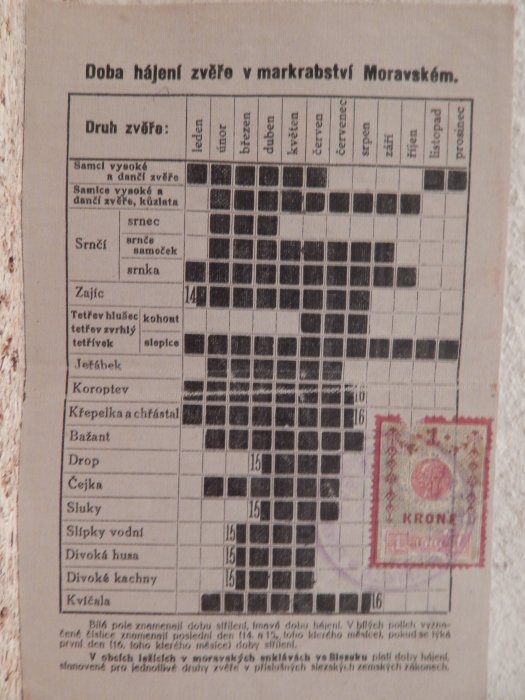 Doba hájení zvěře v markrabství Moravském.
Druh zvěře:
leden
únor
březen
duben
květen
červen
červenec
srpen
září
říjen
listopad
prosinec
Samci vysoké
a dančí zvěře
Samice vysoké a
dančí zvěře, kůzlata
Srnčí
srnec
srnče
samoček
srnka
Zajíc
14
Tetřev hlušec
tetřev zvrhlý
tetřívek
kohout
slepice
Jeřábek
Koroptev
16
Křepelka a chřástal
16
Bažant
Drop
15
Čejka
Sluky
15
Slípky vodní
15
Divoká husa
15
Divoké kachny
15
Kvíčala
16
1
KRONE
Bílé pole znamenají dobu střílení, tmavá dobu hájení. V bílých polích vyzna-
čené číslice znamenají poslední den (14. a 15. toho kterého měsíce), pokud se týká
první den (16. toho kterého měsíce) doby střílení.
V obcích ležících v moravských enklávách ve Slezsku platí doby hájení,
stanovené pro jednotlivé druhy zvěře v příslušných slezských zemských zákonech.